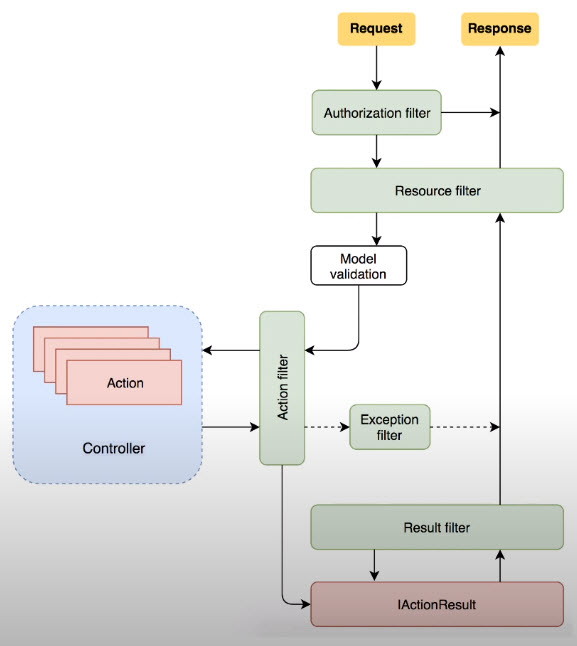 Request
Response
Authorization filter
Resource filter
Model
validation
Action filter
Action
Controller
Exception
filter
Result filter
IActionResult